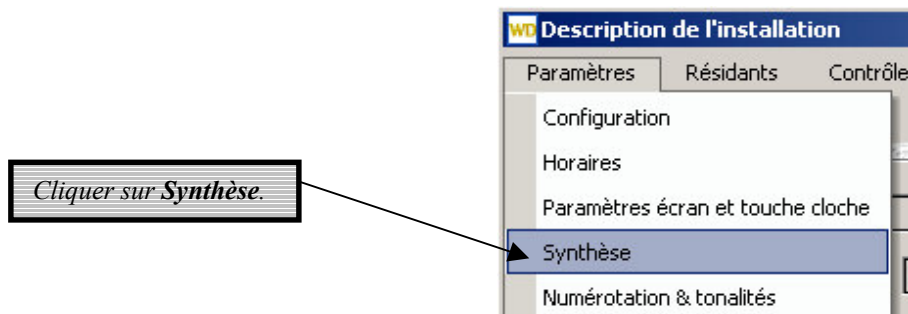 WD Description de l'installation
Paramètres Résidants Contrôle
Configuration
Horaires
Cliquer sur Synthèse.
Paramètres écran et touche cloche
Synthèse
Numérotation & tonalités